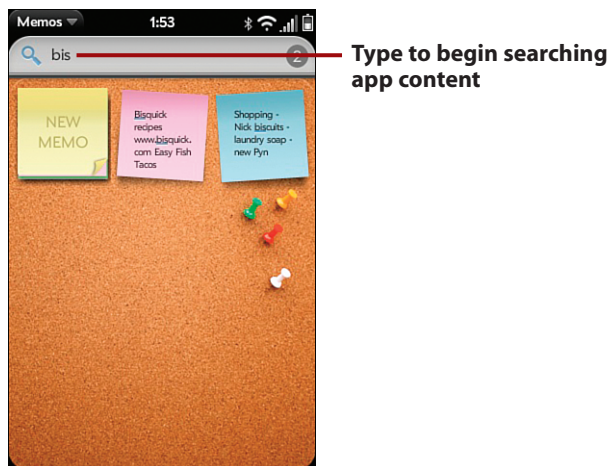 Memos 1:53
bis 2
Type to begin searching
app content
NEW
MEMO
Bisquick
recipes
www.bisquick.
com Easy Fish
Tacos
Shopping -
Nick biscuits -
laundry soap -
new Pyn